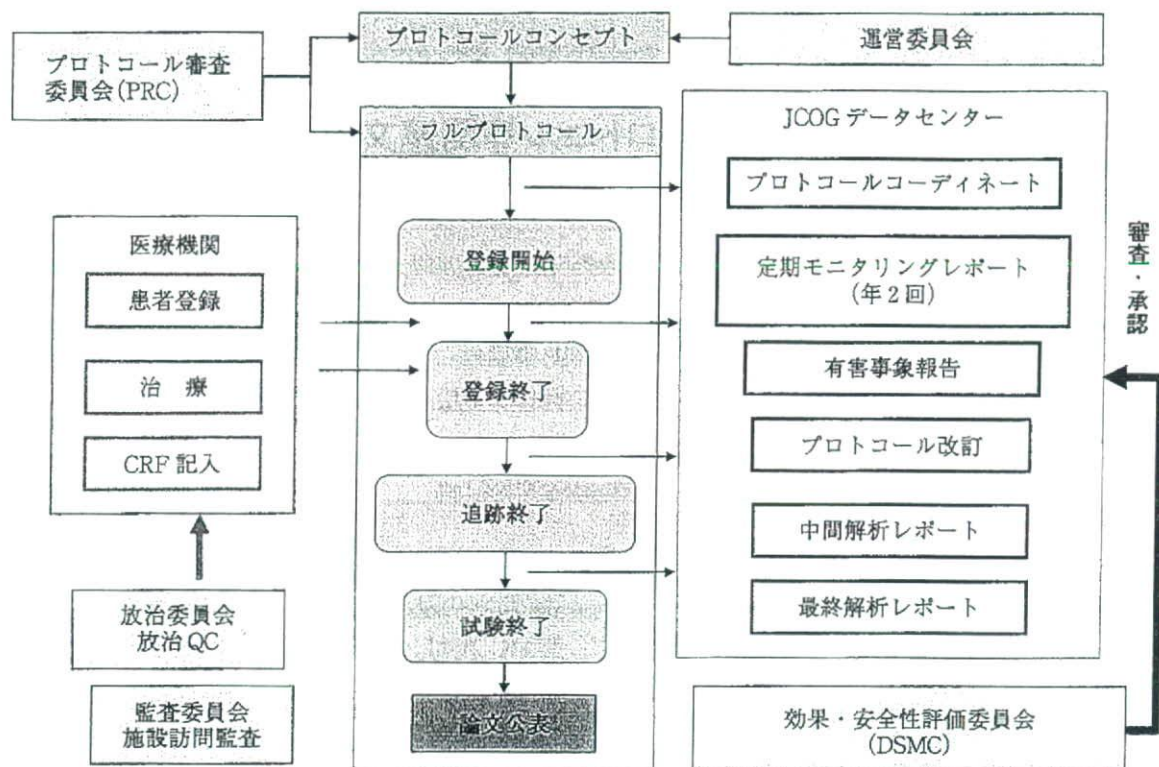 プロトコール審査
委員会(PRC)
プロトコールコンセプト
運営委員会
フルプロトコール
JCOGデータセンター
プロトコールコーディネート
定期モニタリングレポート
(年2回)
有害事象報告
プロトコール改訂
中間解析レポート
最終解析レポート
審査・承認
医療機関
患者登録
治 療
CRF 記入
登録開始
登録終了
追跡終了
試験終了
論文公表
放治委員会
放治 QC
監査委員会
施設訪問監査
効果・安全性評価委員会
(DSMC)